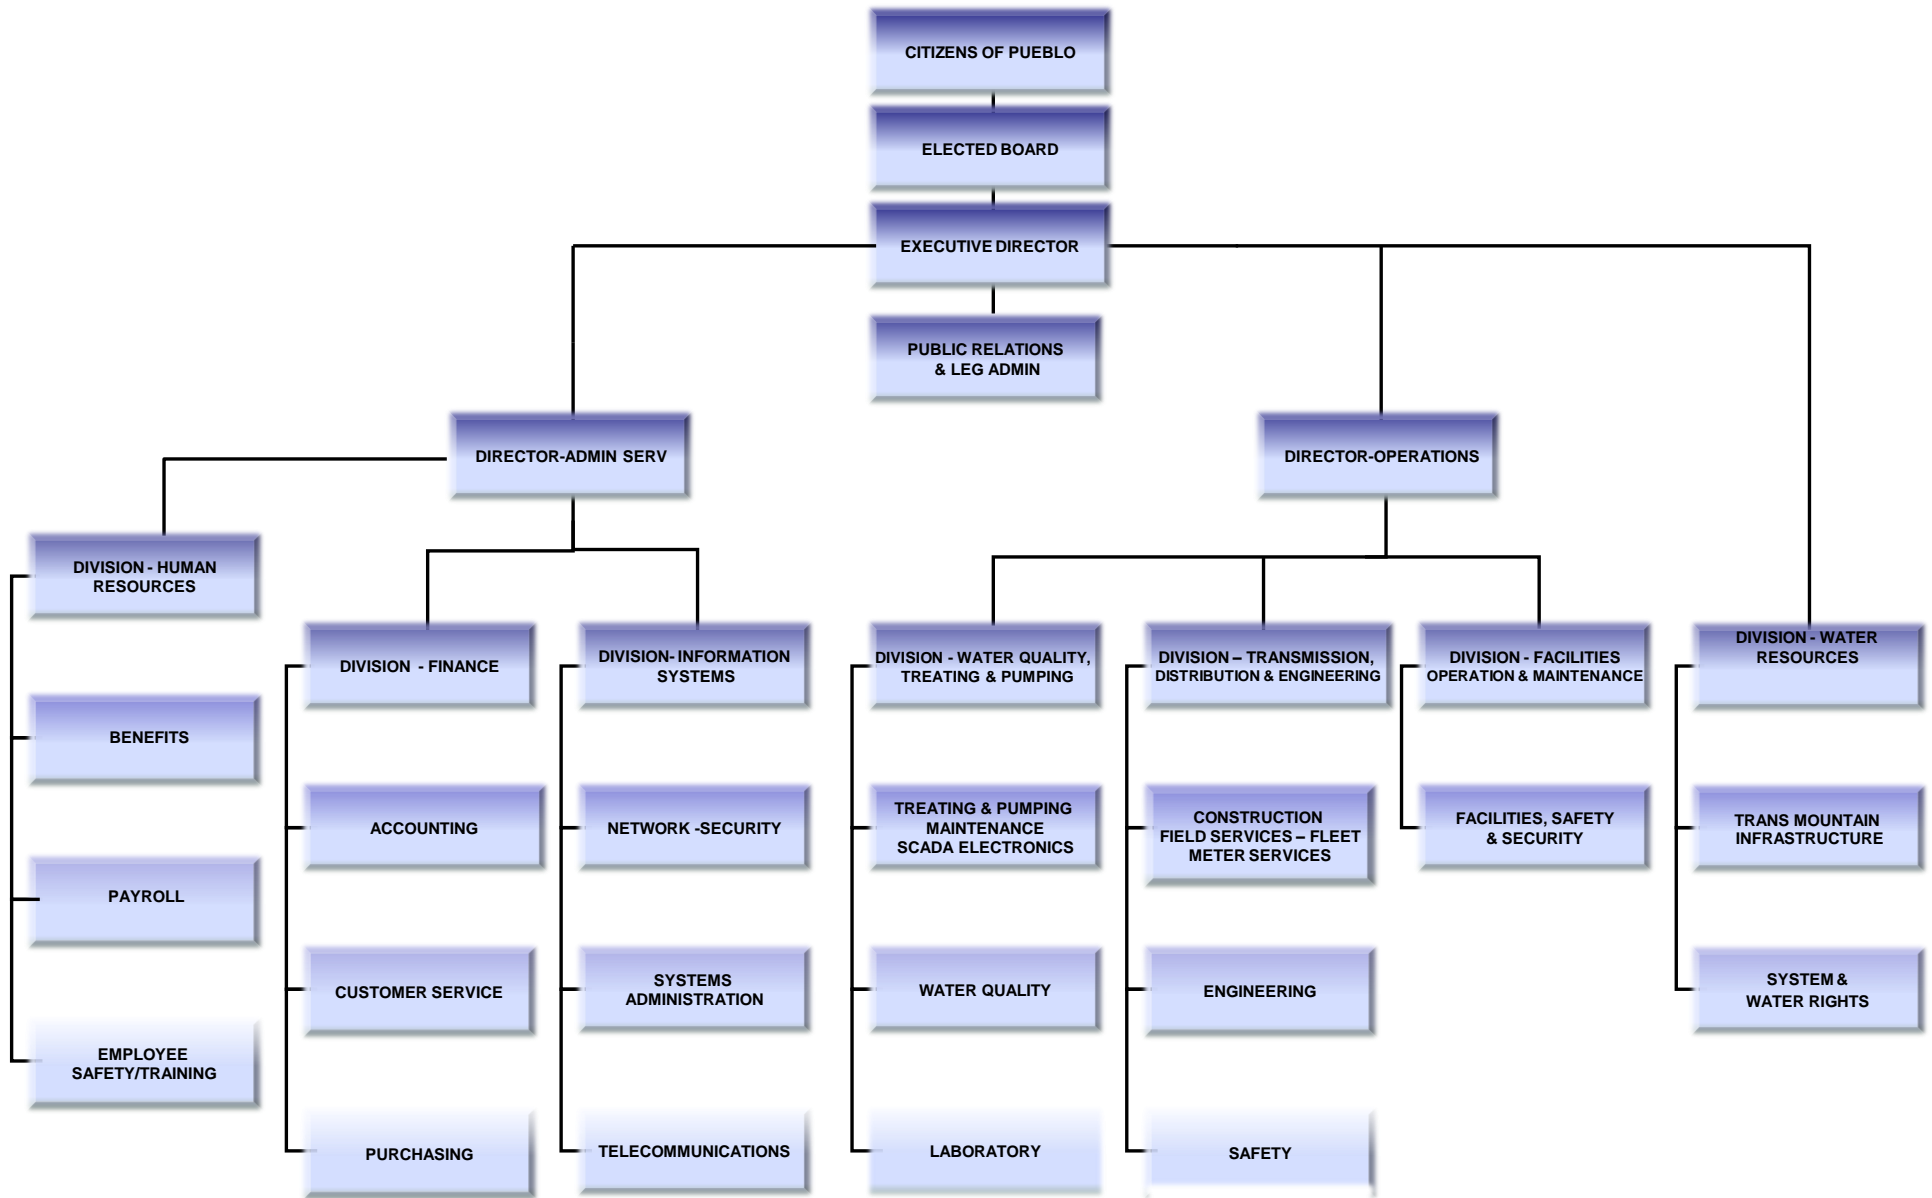 CITIZENS OF PUEBLO
ELECTED BOARD
EXECUTIVE DIRECTOR
PUBLIC RELATIONS
& LEG ADMIN
DIRECTOR-ADMIN SERV
DIRECTOR-OPERATIONS
DIVISION - HUMAN
RESOURCES
BENEFITS
PAYROLL
EMPLOYEE
SAFETY/TRAINING
DIVISION - FINANCE
ACCOUNTING
CUSTOMER SERVICE
PURCHASING
DIVISION- INFORMATION
SYSTEMS
NETWORK -SECURITY
SYSTEMS
ADMINISTRATION
TELECOMMUNICATIONS
DIVISION - WATER QUALITY,
TREATING & PUMPING
TREATING & PUMPING
MAINTENANCE
SCADA ELECTRONICS
WATER QUALITY
LABORATORY
DIVISION – TRANSMISSION,
DISTRIBUTION & ENGINEERING
CONSTRUCTION
FIELD SERVICES – FLEET
METER SERVICES
ENGINEERING
SAFETY
DIVISION - FACILITIES
OPERATION & MAINTENANCE
FACILITIES, SAFETY
& SECURITY
DIVISION - WATER
RESOURCES
TRANS MOUNTAIN
INFRASTRUCTURE
SYSTEM &
WATER RIGHTS